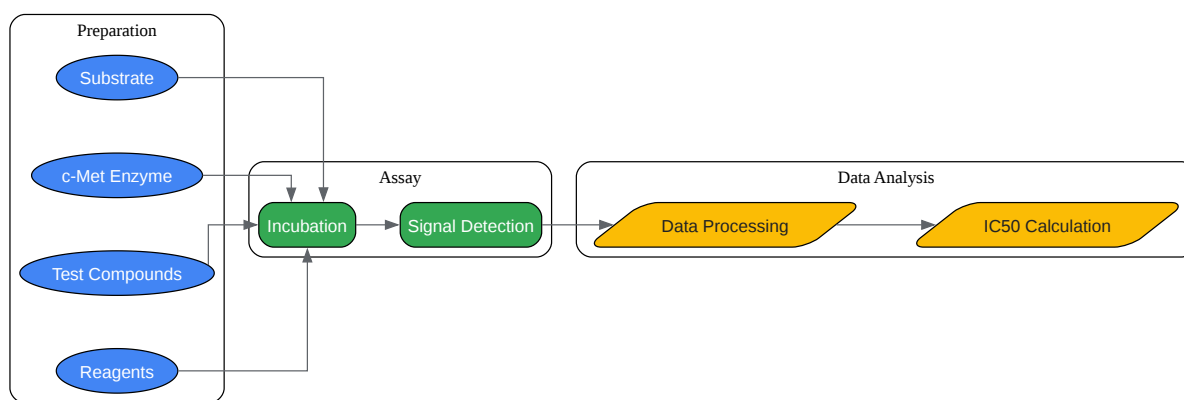 Preparation
Substrate
c-Met Enzyme
Test Compounds
Reagents
Assay
Incubation
Signal Detection
Data Analysis
Data Processing
IC50 Calculation